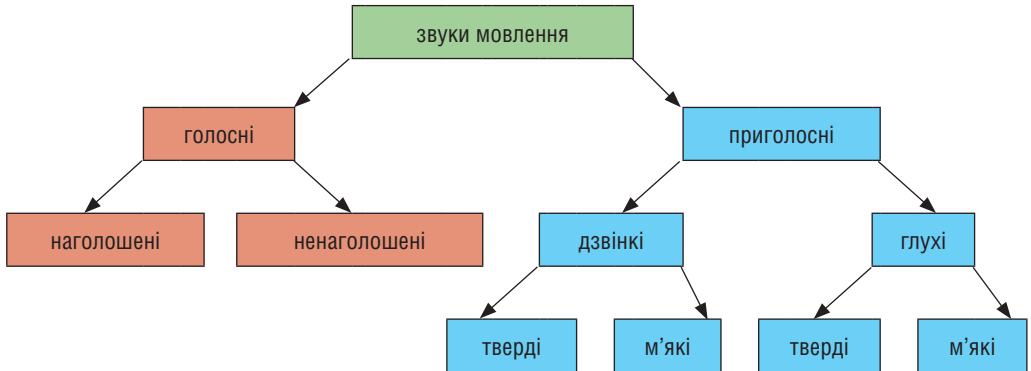 звуки мовлення
голосні
приголосні
наголошені
ненаголошені
дзвінкі
глухі
тверді
м’які
тверді
м’які